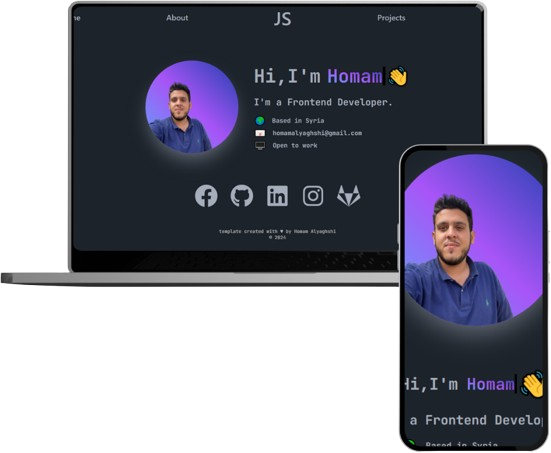 About
JS
Projects
Hi,I'm Homam
I'm a Frontend Developer.
Based in Syria
homamalyaghshi@gmail.com
Open to work
template created with ♥ by Homam Alyaghshi
© 2024
Hi,I'm Homam
a Frontend Develop
Based in Syria